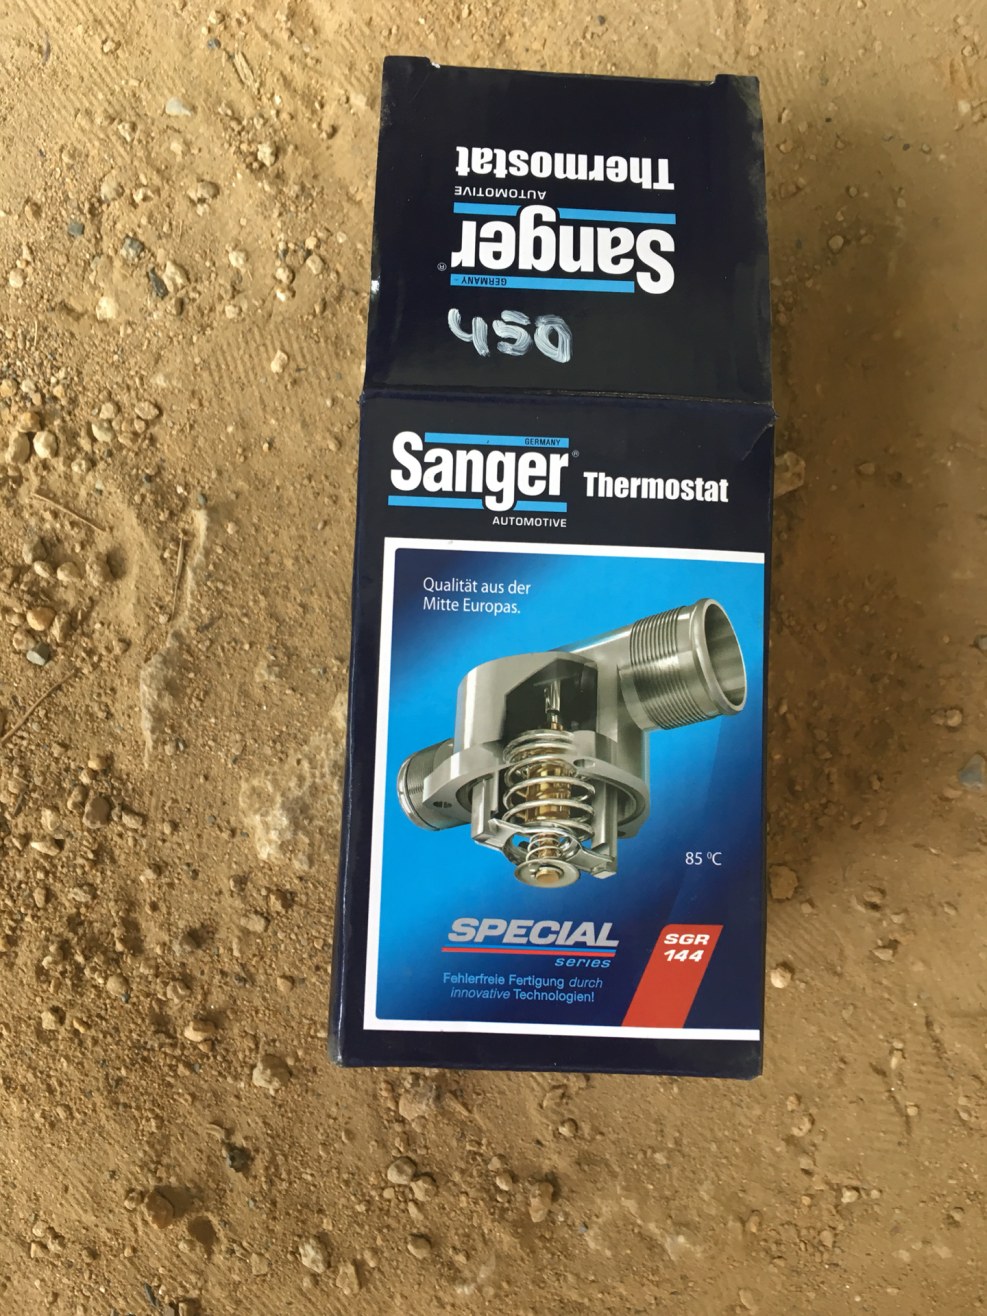 Thermostat
AUTOMOTIVE
Sanger®
GERMANY
450
GERMANY
Sanger®
AUTOMOTIVE
Thermostat
Qualität aus der
Mitte Europas.
85 °C
SPECIAL
series
SGR
144
Fehlerfreie Fertigung durch
innovative Technologien!